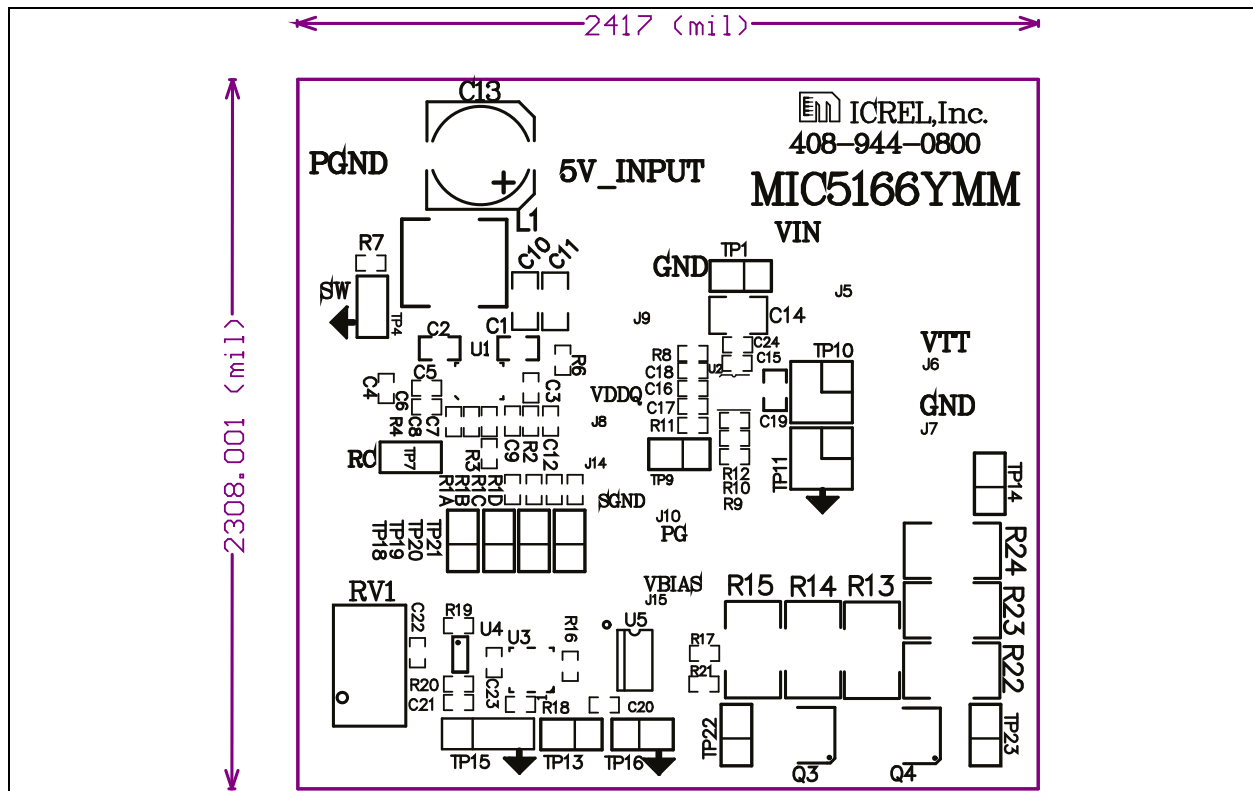 2417 (mil)
2308.001 (mil)
C13
ICREL,Inc.
408-944-0800
PGND
5V_INPUT
MIC5166YMM
L1
VIN
R7
C10
C11
GND
TP1
SW
J5
TP4
J9
C14
C2
C1
U1
C24
VTT
R6
R8
C15
TP10
J6
C18
U2
C5
C4
C3
VDDQ
C16
GND
C6
C17
C19
R4
C8
C7
J8
R11
J7
RC
TP7
R3
C9
R2
C12
J14
TP9
R12
R10
R9
TP11
TP14
R1A
R1B
R1C
R1D
SGND
J10
PG
TP18
TP19
TP20
TP21
R24
VBIAS
J15
R15
R14
R13
RV1
R23
C22
R19
U4
U3
R16
U5
R17
R22
R20
C23
R21
C21
1
R18
C20
TP15
TP13
TP16
TP22
Q3
Q4
TP23